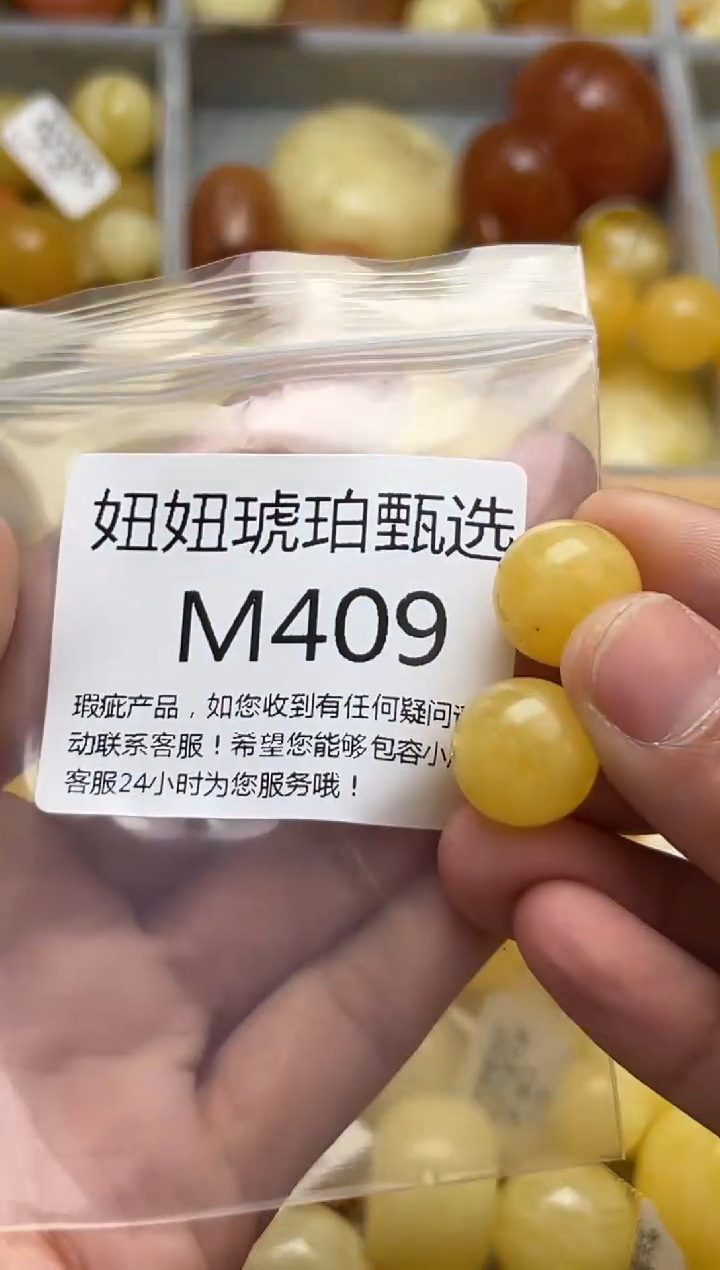 妞妞琥珀甄选
M409
瑕疵产品，如您收到有任何疑问
动联系客服！希望您能够包容小
客服24小时为您服务哦！